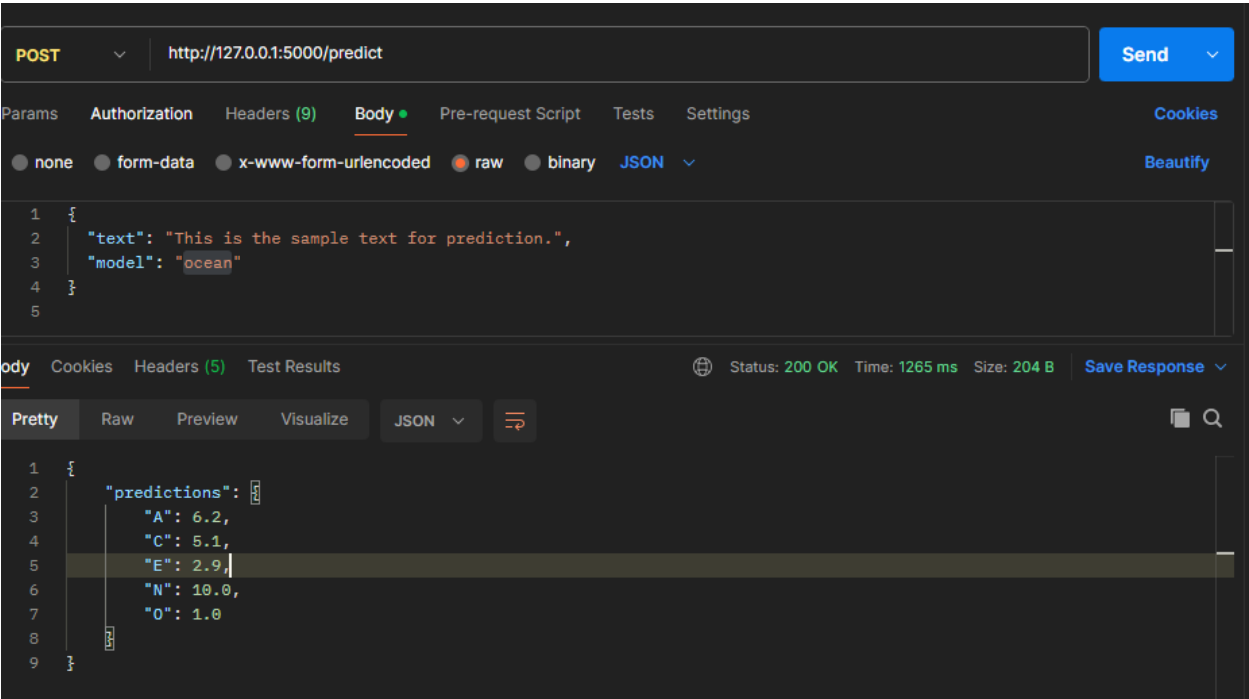 POST http://127.0.0.1:5000/predict Send
Params Authorization Headers (9) Body Pre-request Script Tests Settings Cookies
none form-data x-www-form-urlencoded raw binary JSON Beautify
1 {
2 "text": "This is the sample text for prediction.",
3 "model": "ocean"
4 }
5
ody Cookies Headers (5) Test Results Status: 200 OK Time: 1265 ms Size: 204 B Save Response
Pretty Raw Preview Visualize JSON
1 {
2 "predictions": {
3 "A": 6.2,
4 "C": 5.1,
5 "E": 2.9,
6 "N": 10.0,
7 "O": 1.0
8 }
9 }